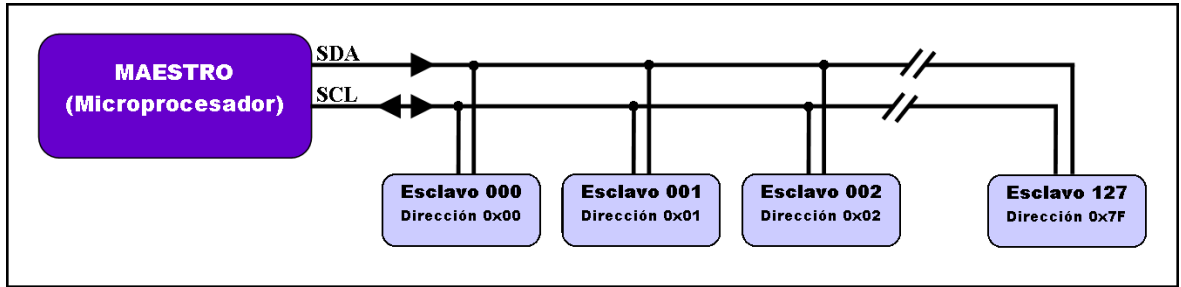 MAESTRO
(Microprocesador)
SDA
SCL
Esclavo 000
Dirección 0x00
Esclavo 001
Dirección 0x01
Esclavo 002
Dirección 0x02
Esclavo 127
Dirección 0x7F